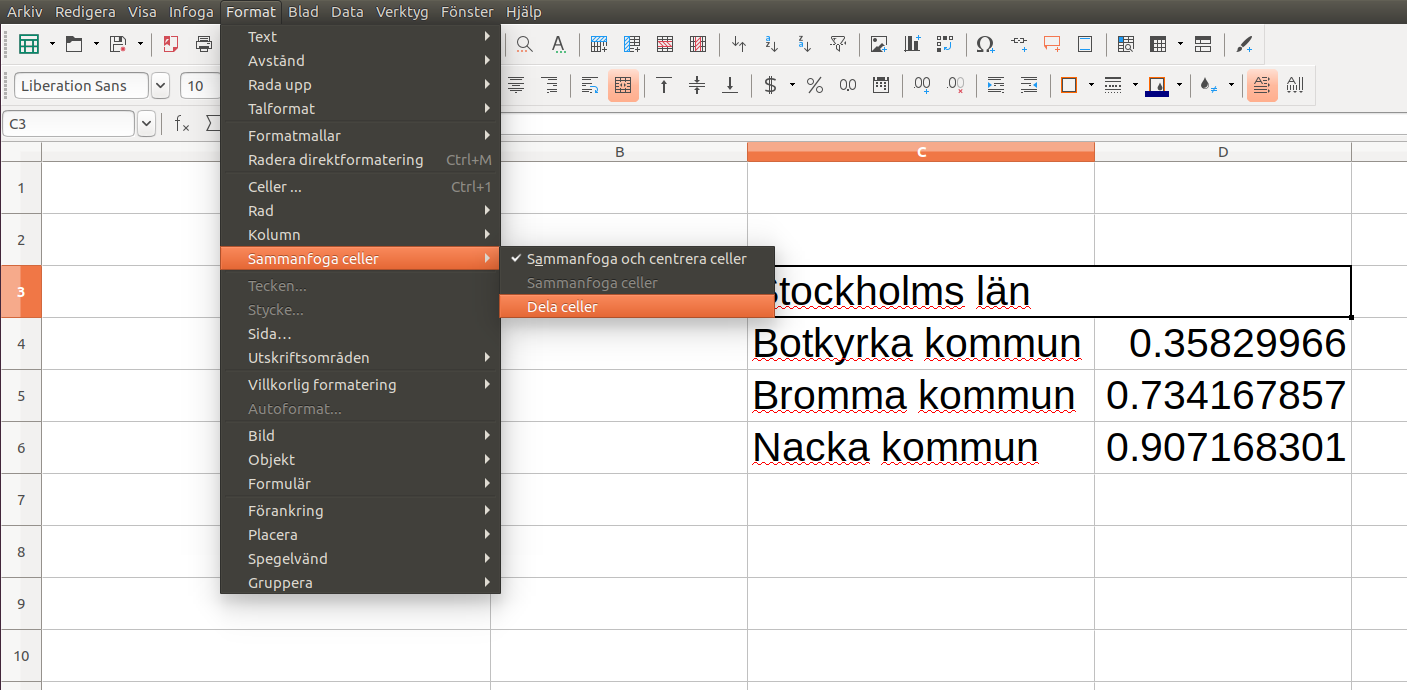 Arkiv Redigera Visa Infoga Format Blad Data Verktyg Fönster Hjälp
Liberation Sans 10
C3
Text
Avstånd
Rada upp
Talformat
Formatmallar
Radera direktformatering Ctrl+M
Celler ... Ctrl+1
Rad
Kolumn
Sammanfoga celler
Tecken...
Stycke...
Sida...
Utskriftsområden
Villkorlig formatering
Autoformat...
Bild
Objekt
Formulär
Förankring
Placera
Spegelvänd
Gruppera
Sammanfoga och centrera celler
Sammanfoga celler
Dela celler
B C D
1
2
3 Stockholms län
4 Botkyrka kommun 0.35829966
5 Bromma kommun 0.734167857
6 Nacka kommun 0.907168301
7
8
9
10